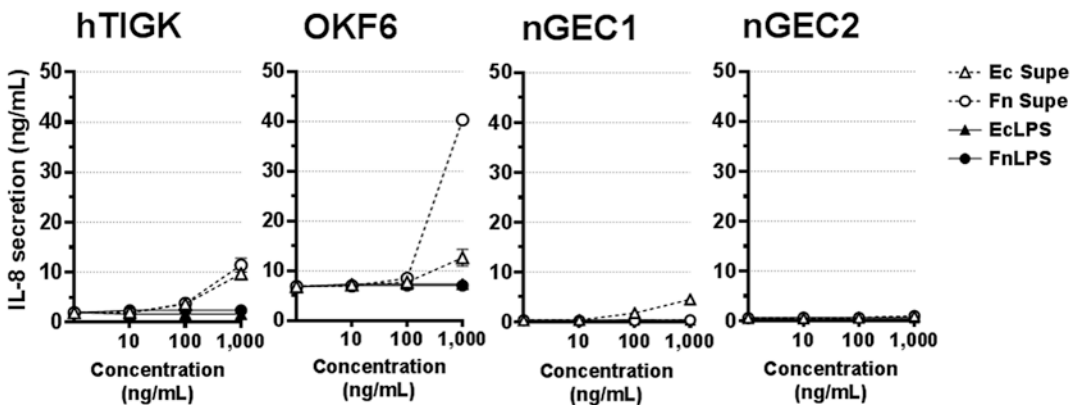 hTIGK OKF6 nGEC1 nGEC2
IL-8 secretion (ng/mL)
50 50 50 50
40 40 40 40
30 30 30 30
20 20 20 20
10 10 10 10
0 0 0 0
10 100 1,000 10 100 1,000 10 100 1,000 10 100 1,000
Concentration Concentration Concentration Concentration
(ng/mL) (ng/mL) (ng/mL) (ng/mL)
Ec Supe
Fn Supe
EcLPS
FnLPS